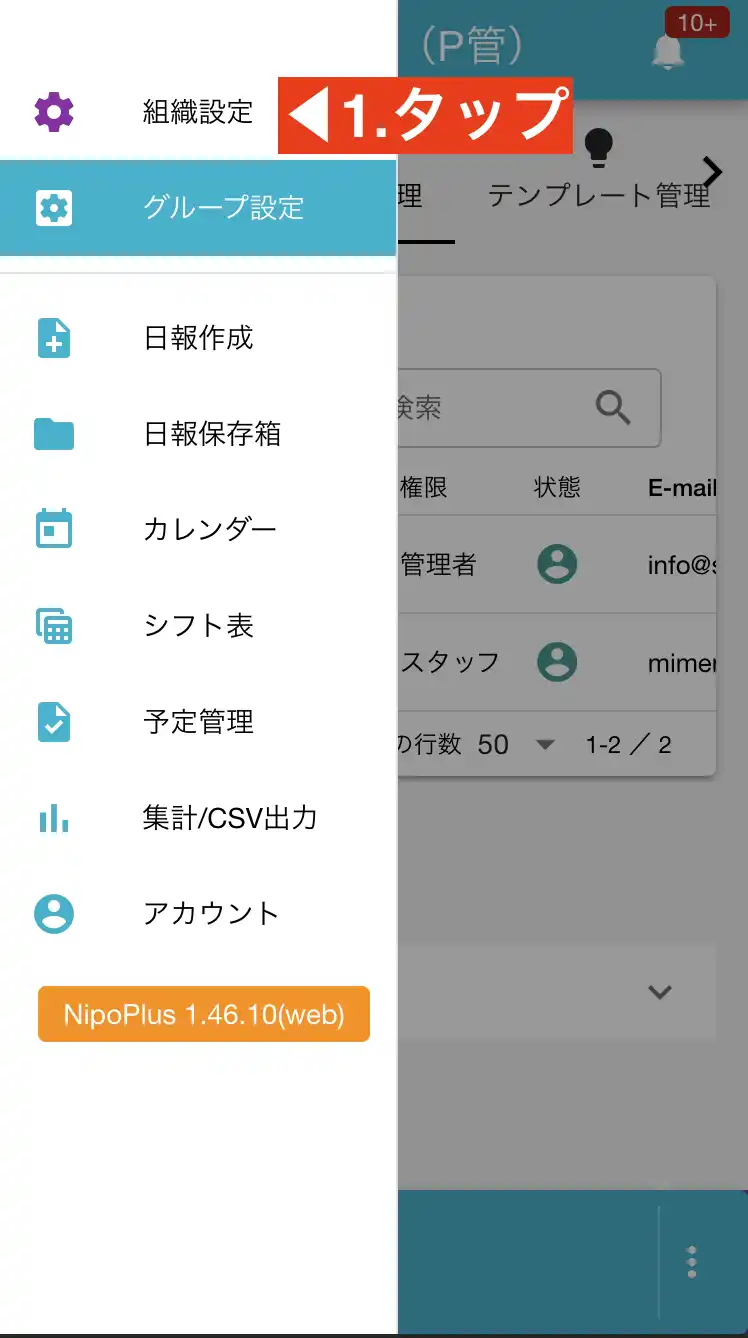 (P管)
10+
組織設定
◀1.タップ
グループ設定
理
テンプレート管理
日報作成
検索
日報保存箱
権限
状態
E-mail
カレンダー
管理者
info@s
シフト表
スタッフ
mimer
予定管理
の行数
50
1-2 / 2
集計/CSV出力
アカウント
NipoPlus 1.46.10(web)